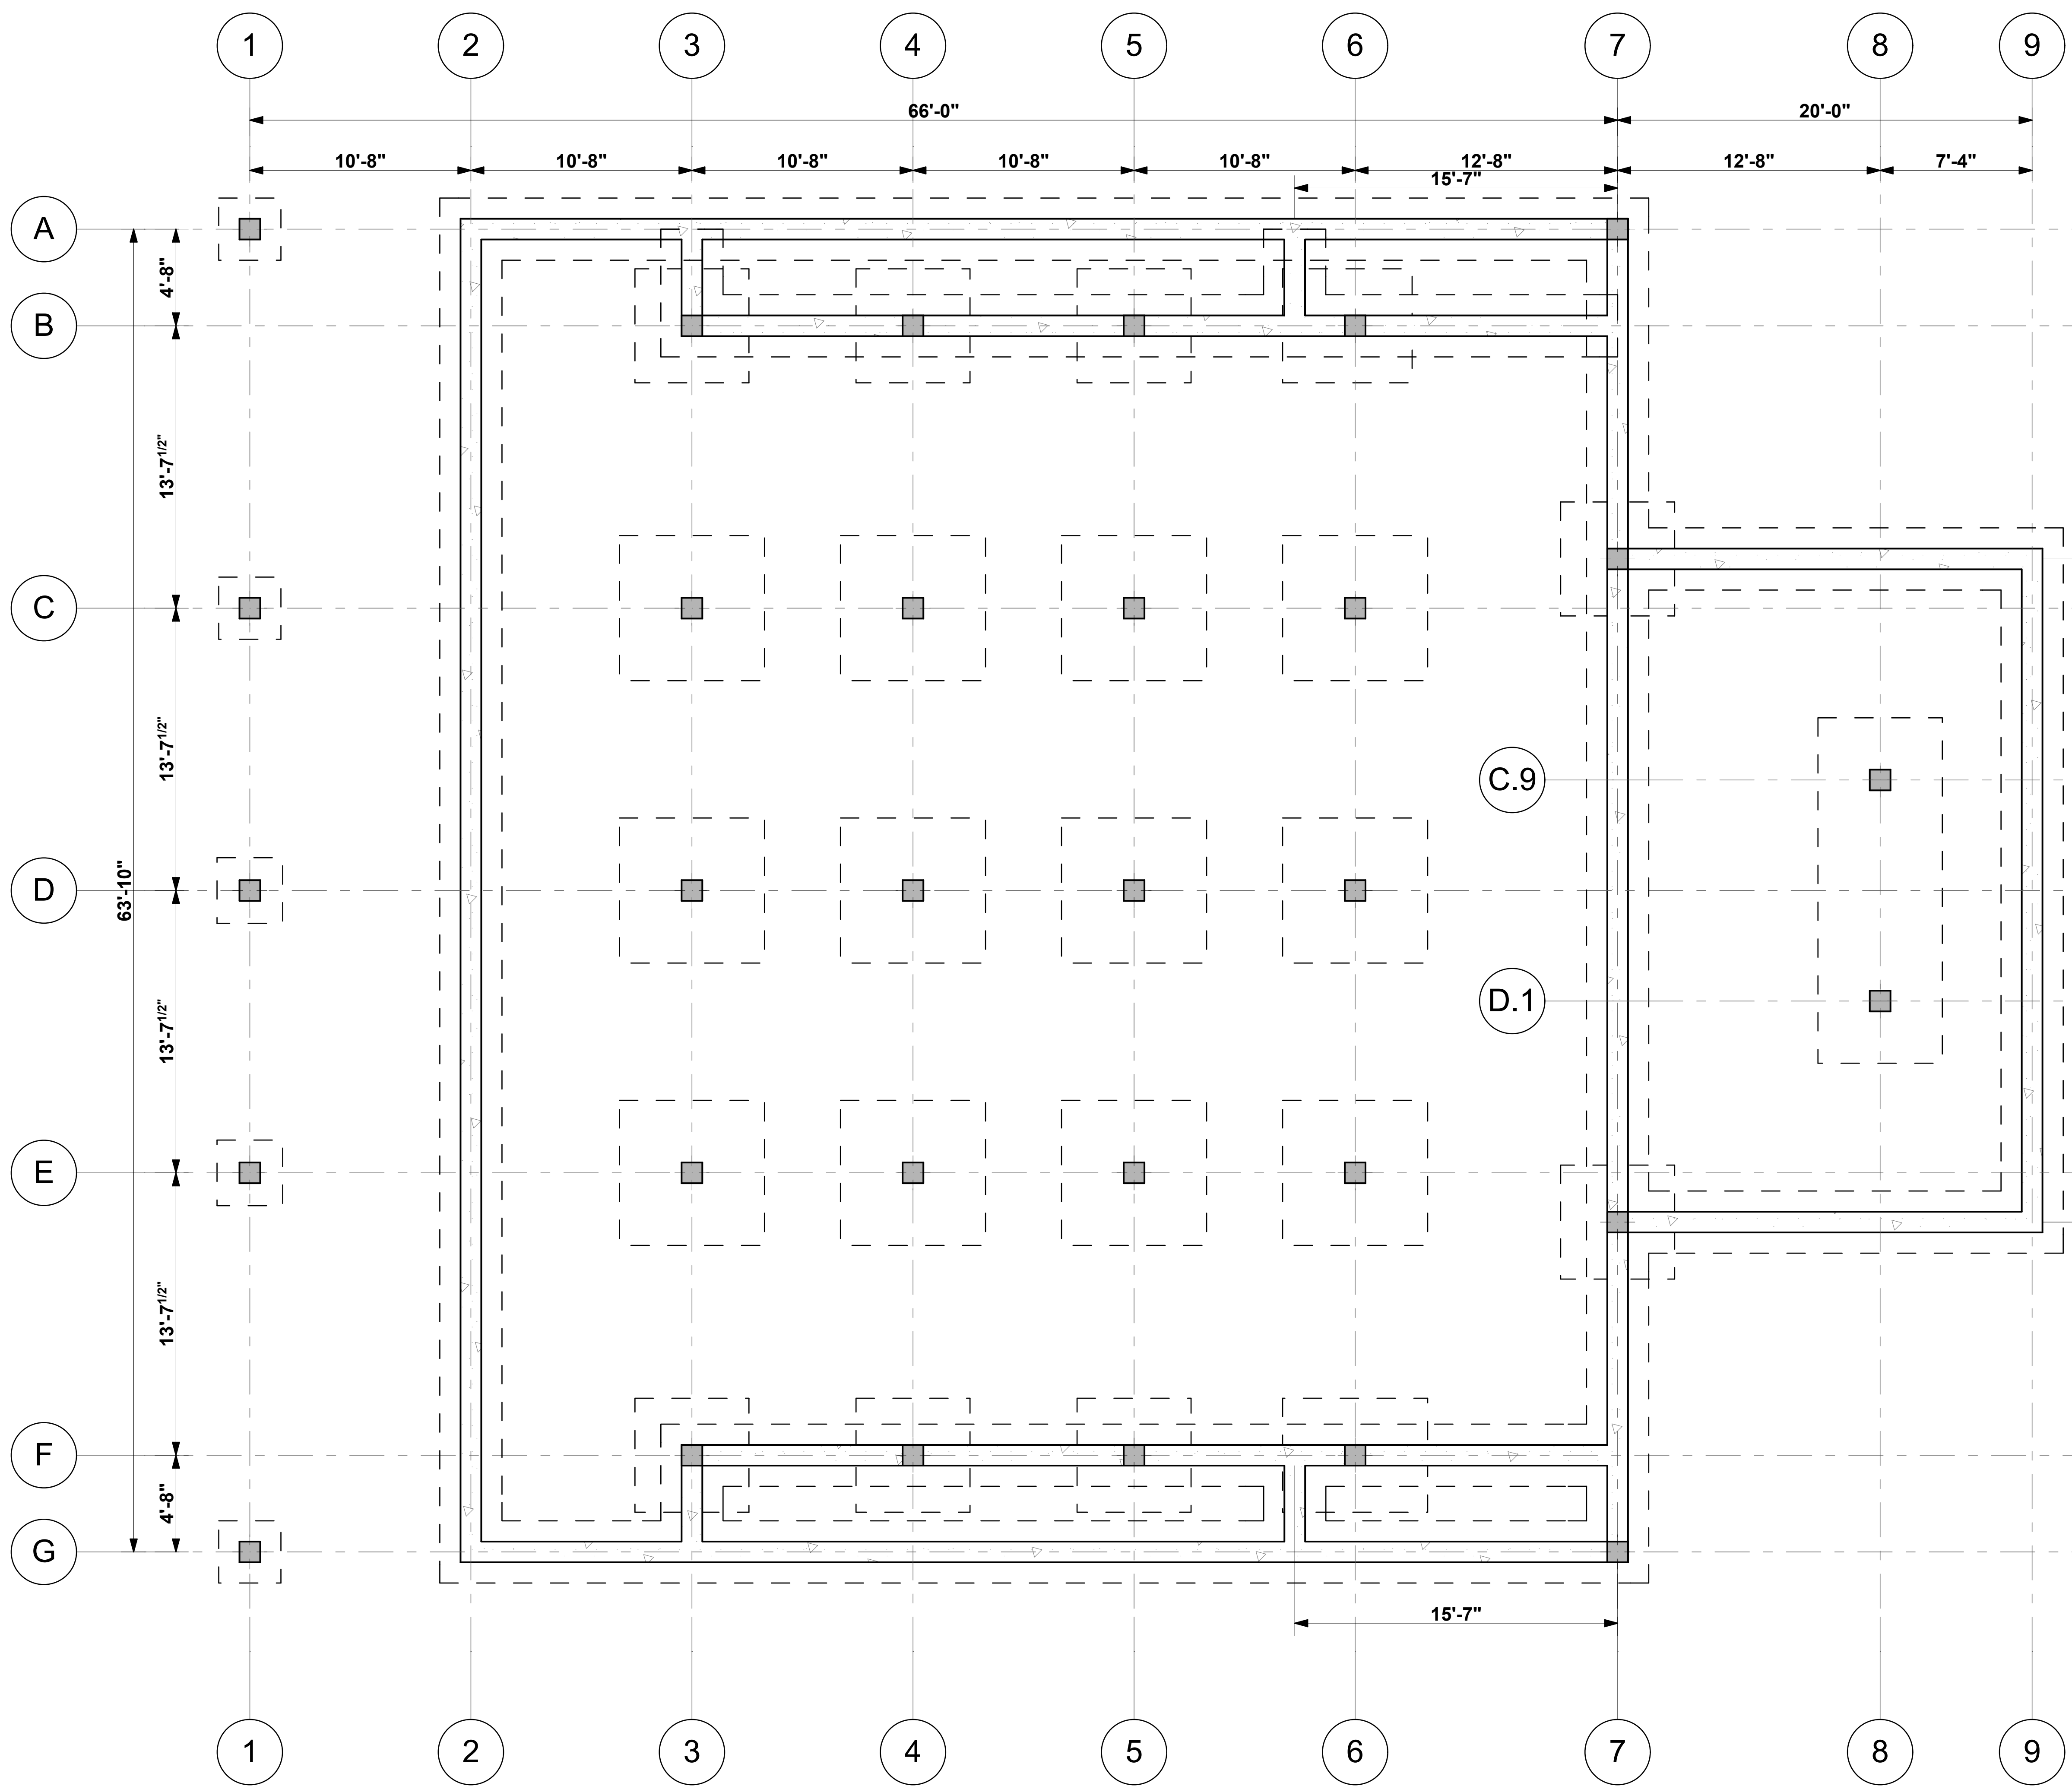 1 2 3 4 5 6 7 8 9
66'-0" 20'-0"
10'-8" 10'-8" 10'-8" 10'-8" 10'-8" 12'-8" 12'-8" 7'-4"
15'-7"
A
4'-8"
B
13'-7 1/2"
C
13'-7 1/2"
C.9
63'-10"
D
D.1
13'-7 1/2"
E
13'-7 1/2"
F
4'-8"
G
15'-7"
1 2 3 4 5 6 7 8 9